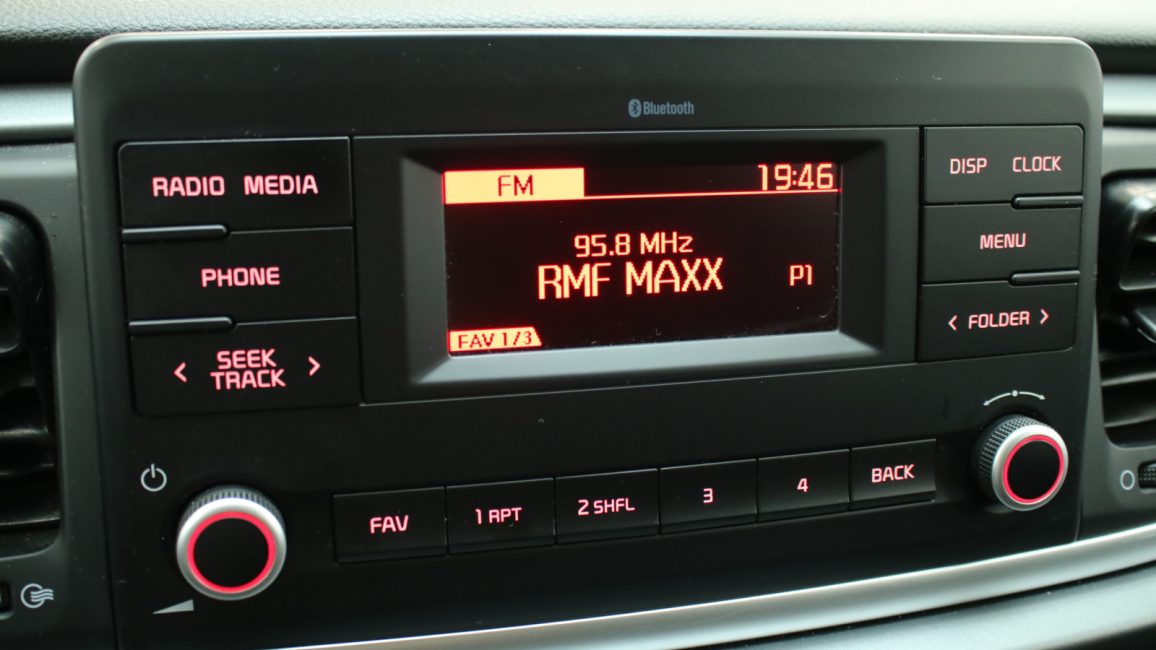 Bluetooth
RADIO MEDIA
PHONE
< SEEK >
TRACK
FM 19:46
95.8 MHz
RMF MAXX P1
FAV 1/3
DISP CLOCK
MENU
< FOLDER >
FAV 1 RPT 2 SHFL 3 4 BACK